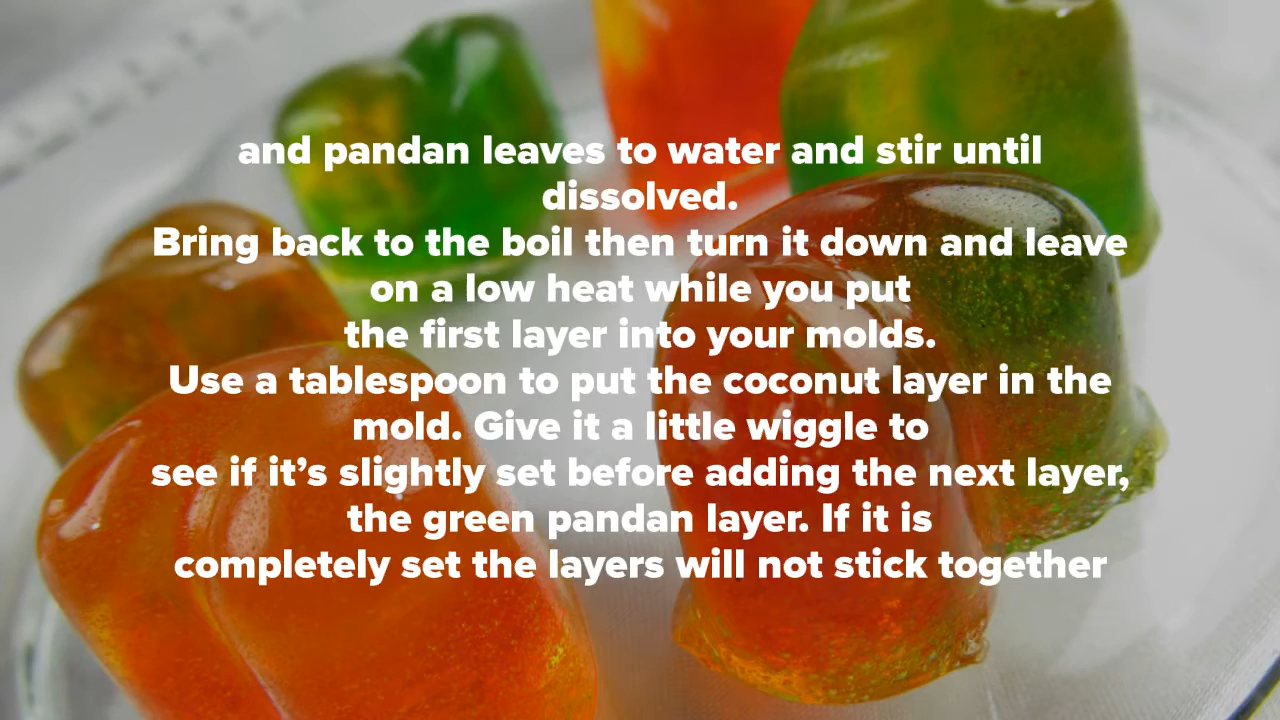 and pandan leaves to water and stir until
dissolved.
Bring back to the boil then turn it down and leave
on a low heat while you put
the first layer into your molds.
Use a tablespoon to put the coconut layer in the
mold. Give it a little wiggle to
see if it’s slightly set before adding the next layer,
the green pandan layer. If it is
completely set the layers will not stick together